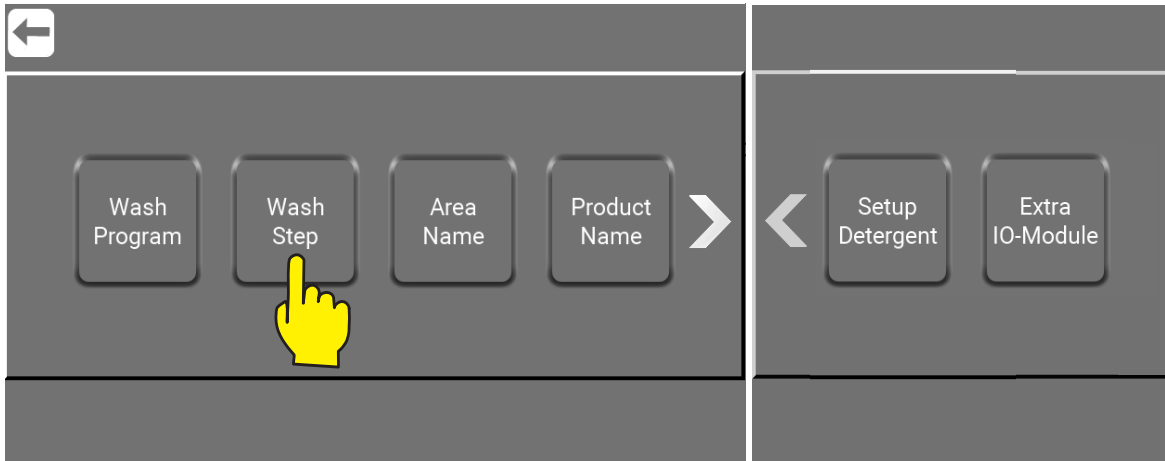 Wash
Program
Wash
Step
Area
Name
Product
Name
Setup
Detergent
Extra
IO-Module